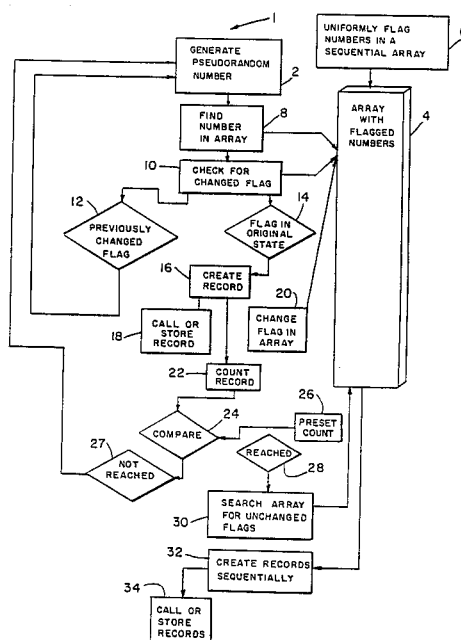 1
GENERATE
PSEUDORANDOM
NUMBER
2
UNIFORMLY FLAG
NUMBERS IN A
SEQUENTIAL ARRAY
ARRAY
WITH
FLAGGED
NUMBERS
4
FIND
NUMBER
IN ARRAY
8
10
CHECK FOR
CHANGED FLAG
12
PREVIOUSLY
CHANGED
FLAG
14
FLAG IN
ORIGINAL
STATE
16
CREATE
RECORD
18
CALL OR
STORE
RECORD
20
CHANGE
FLAG IN
ARRAY
22
COUNT
RECORD
24
COMPARE
26
PRESET
COUNT
27
NOT
REACHED
REACHED
28
30
SEARCH ARRAY
FOR UNCHANGED
FLAGS
32
CREATE RECORDS
SEQUENTIALLY
34
CALL OR
STORE
RECORDS